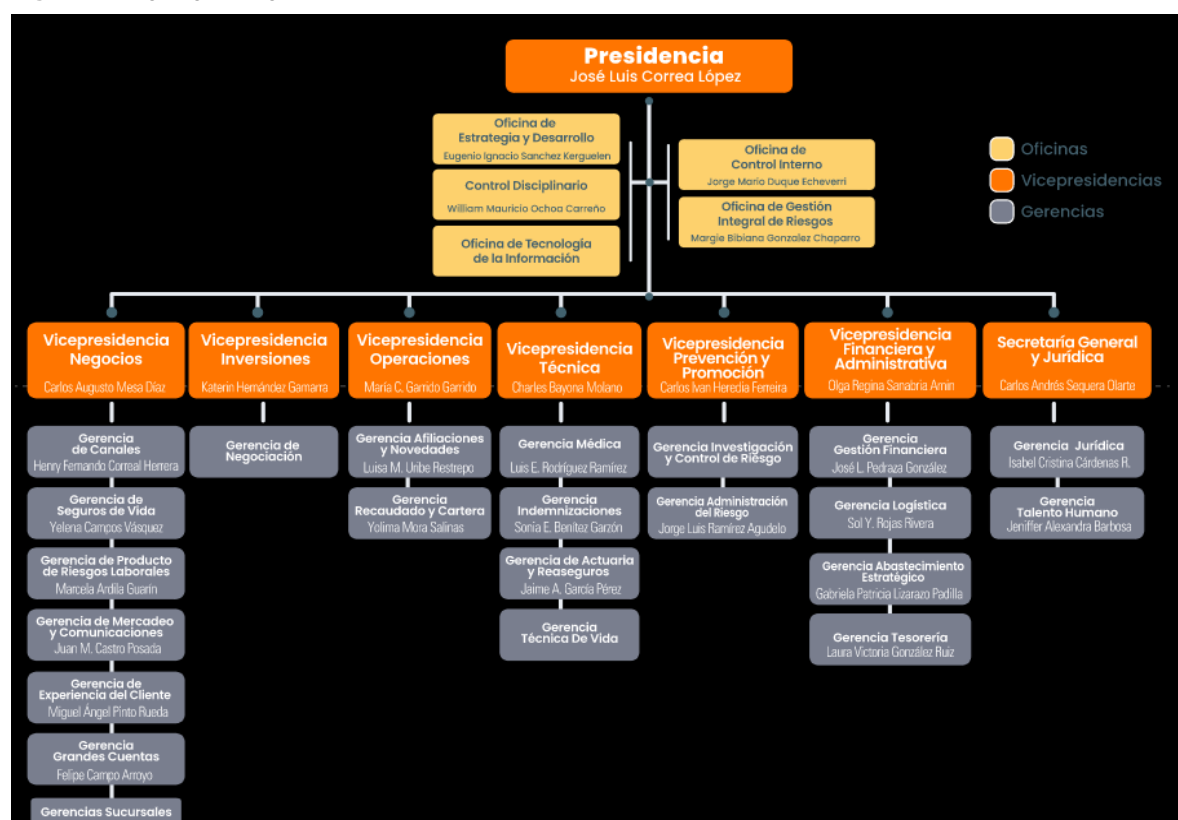 Presidencia
José Luis Correa López
Oficina de
Estrategia y Desarrollo
Eugenio Ignacio Sanchez Kerguelen
Control Disciplinario
William Mauricio Ochoa Carreño
Oficina de Tecnología
de la Información
Oficina de
Control Interno
Jorge Mario Duque Echeverri
Oficina de Gestión
Integral de Riesgos
Margie Bibiana Gonzalez Chaparro
Oficinas
Vicepresidencias
Gerencias
Vicepresidencia
Negocios
Carlos Augusto Mesa Díaz
Gerencia
de Canales
Henry Fernando Correal Herrera
Gerencia de
Seguros de Vida
Yelena Campos Vásquez
Gerencia de Producto
de Riesgos Laborales
Marcela Ardila Guarín
Gerencia de Mercadeo
y Comunicaciones
Juan M. Castro Posada
Gerencia de
Experiencia del Cliente
Miguel Ángel Pinto Rueda
Gerencia
Grandes Cuentas
Felipe Campo Arroyo
Gerencias Sucursales
Vicepresidencia
Inversiones
Katerin Hernández Gamarra
Gerencia de
Negociación
Vicepresidencia
Operaciones
María C. Garrido Garrido
Gerencia Afiliaciones
y Novedades
Luisa M. Uribe Restrepo
Gerencia
Recaudado y Cartera
Yolima Mora Salinas
Vicepresidencia
Técnica
Charles Bayona Molano
Gerencia Médica
Luis E. Rodríguez Ramírez
Gerencia
Indemnizaciones
Sonia E. Benítez Garzón
Gerencia de Actuaria
y Reaseguros
Jaime A. García Pérez
Gerencia
Técnica De Vida
Vicepresidencia
Prevención y
Promoción
Carlos Ivan Heredia Ferreira
Gerencia Investigación
y Control de Riesgo
Gerencia Administración
del Riesgo
Jorge Luis Ramírez Agudelo
Vicepresidencia
Financiera y
Administrativa
Olga Regina Sanabria Amin
Gerencia
Gestión Financiera
José L. Pedraza González
Gerencia Logística
Sol Y. Rojas Rivera
Gerencia Abastecimiento
Estratégico
Gabriela Patricia Lizarazo Padilla
Gerencia Tesorería
Laura Victoria González Ruiz
Secretaría General
y Jurídica
Carlos Andrés Sequera Olarte
Gerencia Jurídica
Isabel Cristina Cárdenas R.
Gerencia
Talento Humano
Jeniffer Alexandra Barbosa